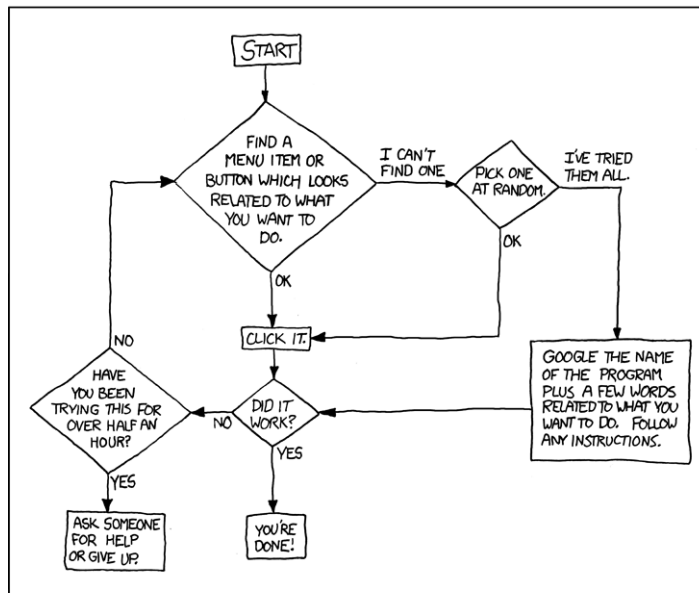 START
FIND A
MENU ITEM OR
BUTTON WHICH LOOKS
RELATED TO WHAT
YOU WANT TO
DO.
I CAN'T
FIND ONE
PICK ONE
AT RANDOM.
I'VE TRIED
THEM ALL.
OK
OK
CLICK IT.
NO
HAVE
YOU BEEN
TRYING THIS FOR
OVER HALF AN
HOUR?
NO
DID IT
WORK?
GOOGLE THE NAME
OF THE PROGRAM
PLUS A FEW WORDS
RELATED TO WHAT YOU
WANT TO DO. FOLLOW
ANY INSTRUCTIONS.
YES
YES
ASK SOMEONE
FOR HELP
OR GIVE UP.
YOU'RE
DONE!